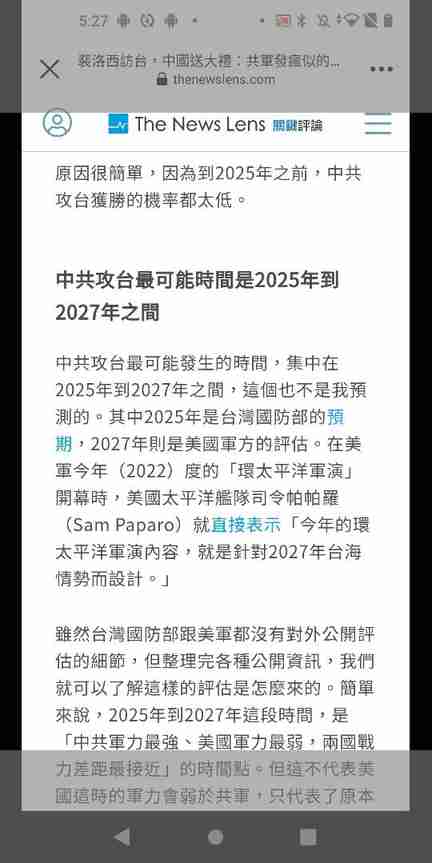 5:27
裴洛西訪台，中國送大禮：共軍發瘋似的...
thenewslens.com
The News Lens 關鍵評論
原因很簡單，因為到2025年之前，中共
攻台獲勝的機率都太低。
中共攻台最可能時間是2025年到
2027年之間
中共攻台最可能發生的時間，集中在
2025年到2027年之間，這個也不是我預
測的。其中2025年是台灣國防部的預
期，2027年則是美國軍方的評估。在美
軍今年（2022）度的「環太平洋軍演」
開幕時，美國太平洋艦隊司令帕帕羅
（Sam Paparo）就直接表示「今年的環
太平洋軍演內容，就是針對2027年台海
情勢而設計。」
雖然台灣國防部跟美軍都沒有對外公開評
估的細節，但整理完各種公開資訊，我們
就可以了解這樣的評估是怎麼來的。簡單
來說，2025年到2027年這段時間，是
「中共軍力最強、美國軍力最弱，兩國戰
力差距最接近」的時間點。但這不代表美
國這時的軍力會弱於共軍，只代表了原本